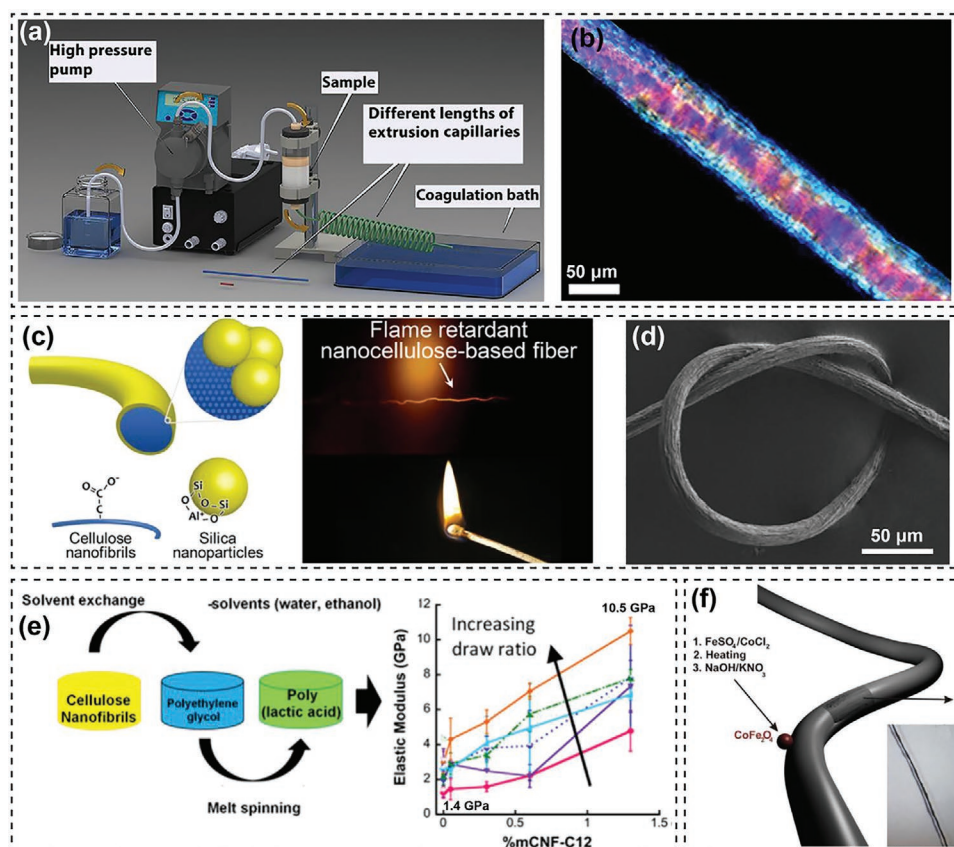 (a)
High pressure
pump
Sample
Different lengths of
extrusion capillaries
Coagulation bath
(b)
50 µm
(c)
Cellulose
nanofibrils
O
O⁻
C
C
Si
O
O
Si
Al⁺
O
Silica
nanoparticles
Flame retardant
nanocellulose-based fiber
(d)
50 µm
(e)
Solvent exchange
-solvents (water, ethanol)
Cellulose
Nanofibrils
Polyethylene
glycol
Poly
(lactic acid)
Melt spinning
Elastic Modulus (GPa)
12
10
8
6
4
2
0
Increasing
draw ratio
10.5 GPa
1.4 GPa
0
0.5
1
1.5
%mCNF-C12
(f)
1. FeSO₄/CoCl₂
2. Heating
3. NaOH/KNO₃
CoFe₂O₄